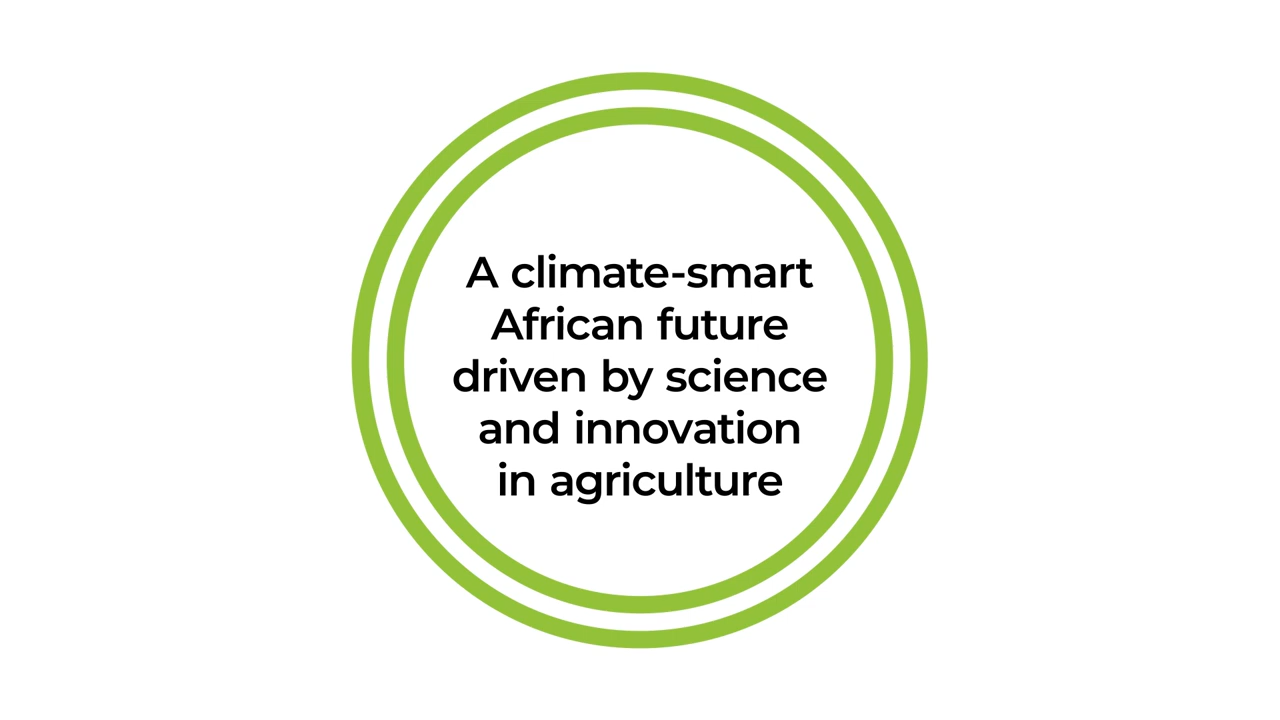 A climate-smart
African future
driven by science
and innovation
in agriculture